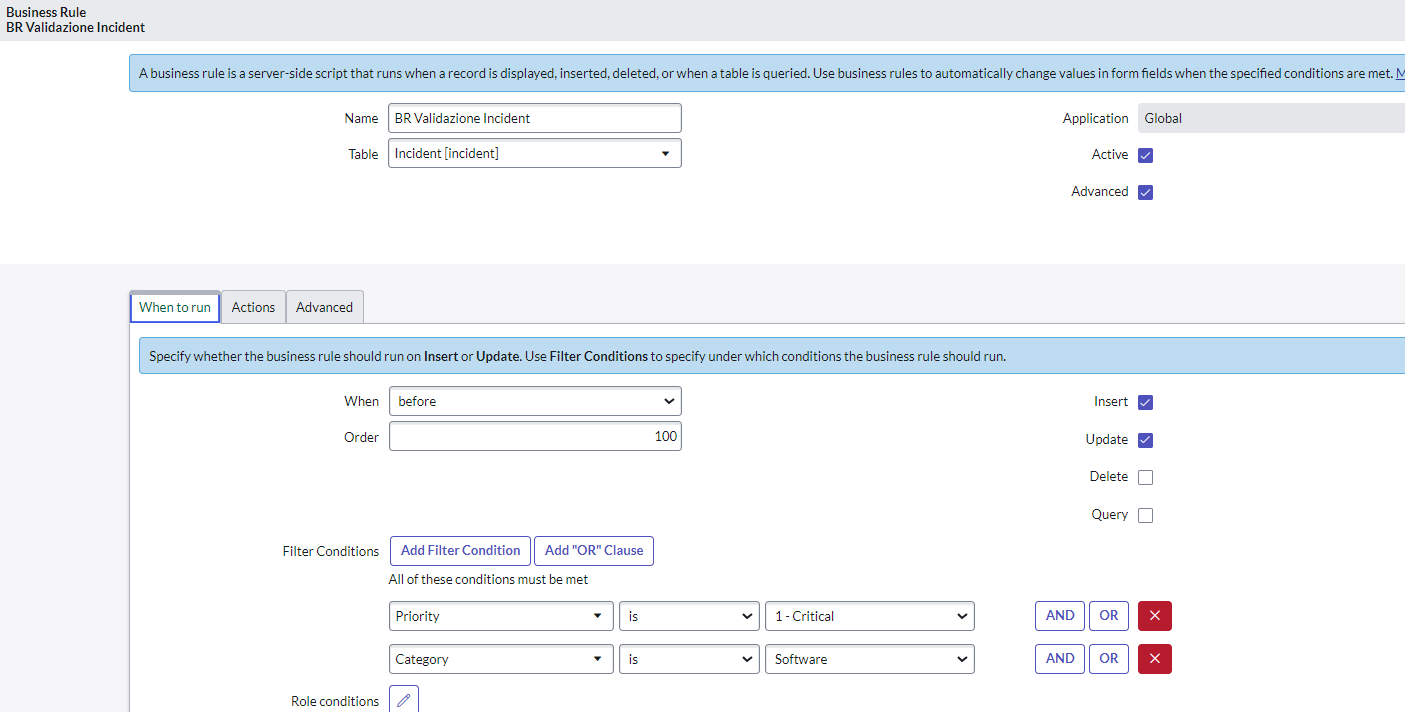 Business Rule
BR Validazione Incident
A business rule is a server-side script that runs when a record is displayed, inserted, deleted, or when a table is queried. Use business rules to automatically change values in form fields when the specified conditions are met.
Name BR Validazione Incident Application Global
Table Incident [incident] Active
Advanced
When to run Actions Advanced
Specify whether the business rule should run on Insert or Update. Use Filter Conditions to specify under which conditions the business rule should run.
When before Insert
Order 100 Update
Delete
Query
Filter Conditions Add Filter Condition Add "OR" Clause
All of these conditions must be met
Priority is 1 - Critical AND OR
Category is Software AND OR
Role conditions